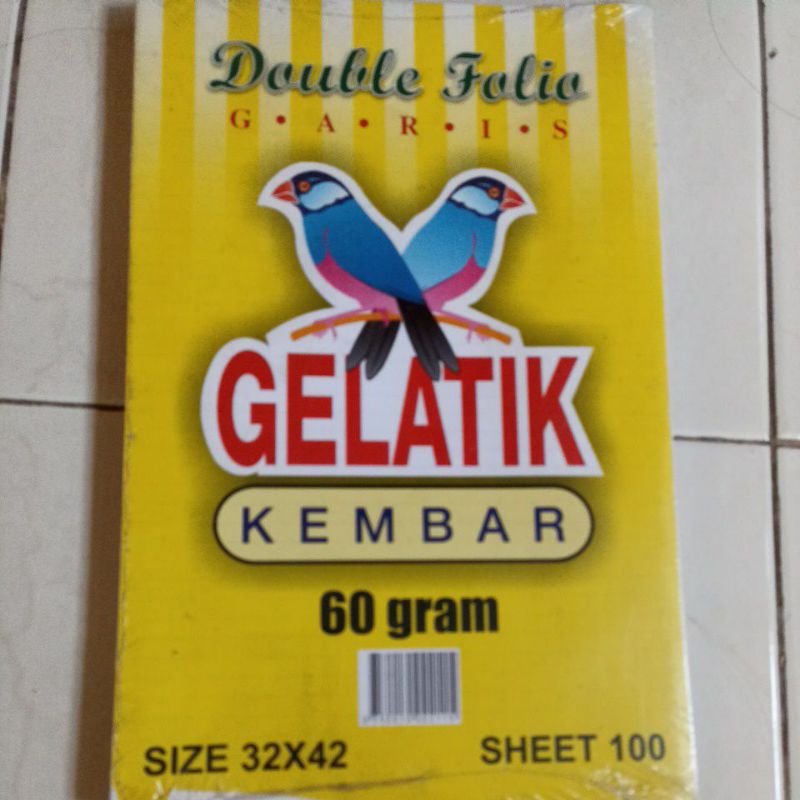 Double Folio
G•A•R•I•S
GELATIK
KEMBAR
60 gram
SIZE 32X42
SHEET 100